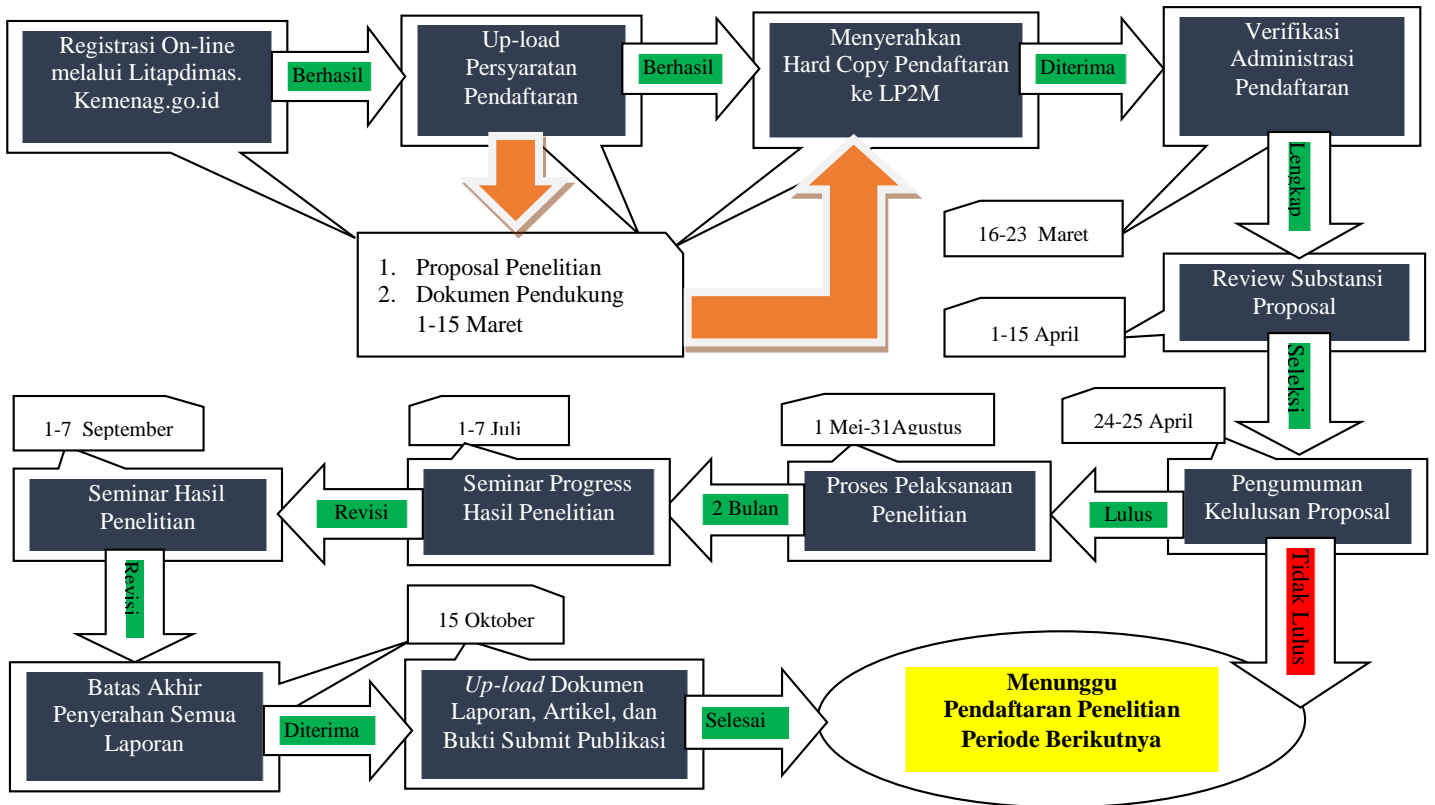 Registrasi On-line
melalui Litapdimas.
Kemenag.go.id
Berhasil
Up-load
Persyaratan
Pendaftaran
Berhasil
Menyerahkan
Hard Copy Pendaftaran
ke LP2M
Diterima
Verifikasi
Administrasi
Pendaftaran
Lengkap
1. Proposal Penelitian
2. Dokumen Pendukung
1-15 Maret
16-23 Maret
Review Substansi
Proposal
1-15 April
Seleksi
24-25 April
Pengumuman
Kelulusan Proposal
Lulus
Tidak Lulus
1 Mei-31Agustus
Proses Pelaksanaan
Penelitian
2 Bulan
1-7 Juli
Seminar Progress
Hasil Penelitian
Revisi
1-7 September
Seminar Hasil
Penelitian
Revisi
Batas Akhir
Penyerahan Semua
Laporan
Diterima
15 Oktober
Up-load Dokumen
Laporan, Artikel, dan
Bukti Submit Publikasi
Selesai
Menunggu
Pendaftaran Penelitian
Periode Berikutnya